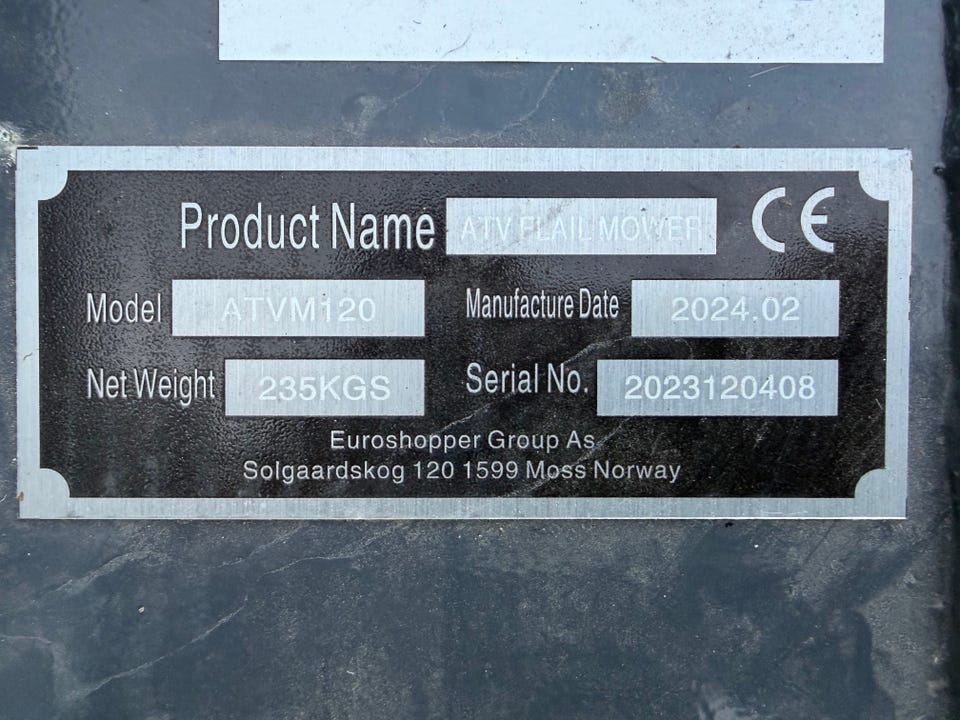 Product Name ATV FLAIL MOWER CE
Model ATVM120 Manufacture Date 2024.02
Net Weight 235KGS Serial No. 2023120408
Euroshopper Group As
Solgaardskog 120 1599 Moss Norway